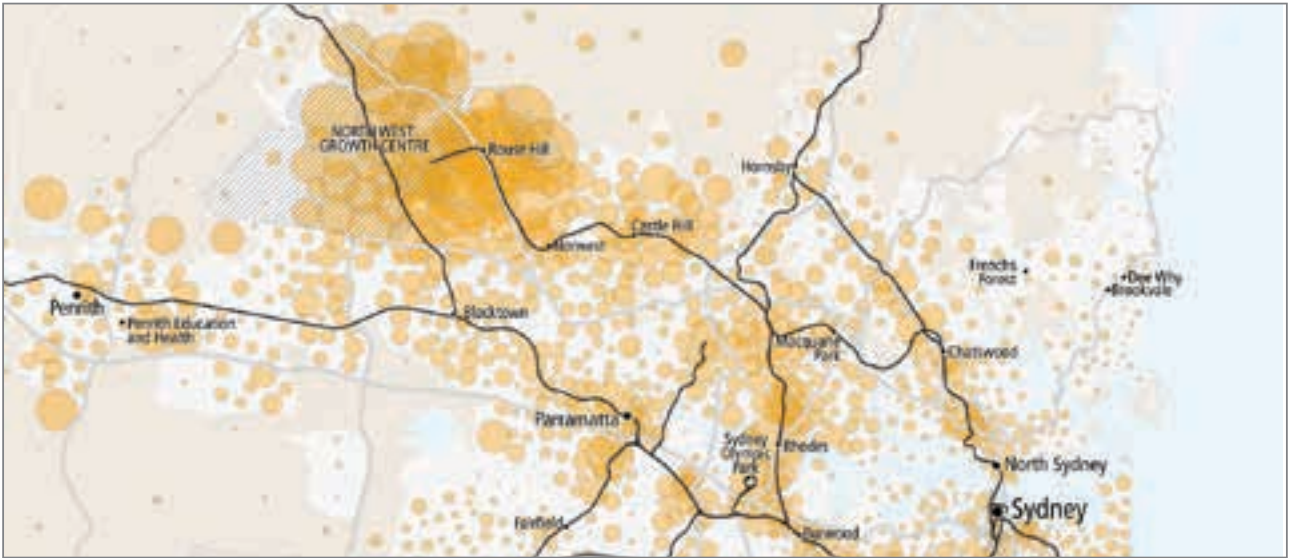 NORTH WEST
GROWTH CENTRE
Rouse Hill
Hornsby
Castle Hill
Norwest
Frenchs
Forest
Dee Why
Brookvale
Penrith
Penrith Education
and Health
Blacktown
Macquarie
Park
Chatswood
Parramatta
Sydney
Olympic
Park
Rhodes
North Sydney
Sydney
Fairfield
Burwood